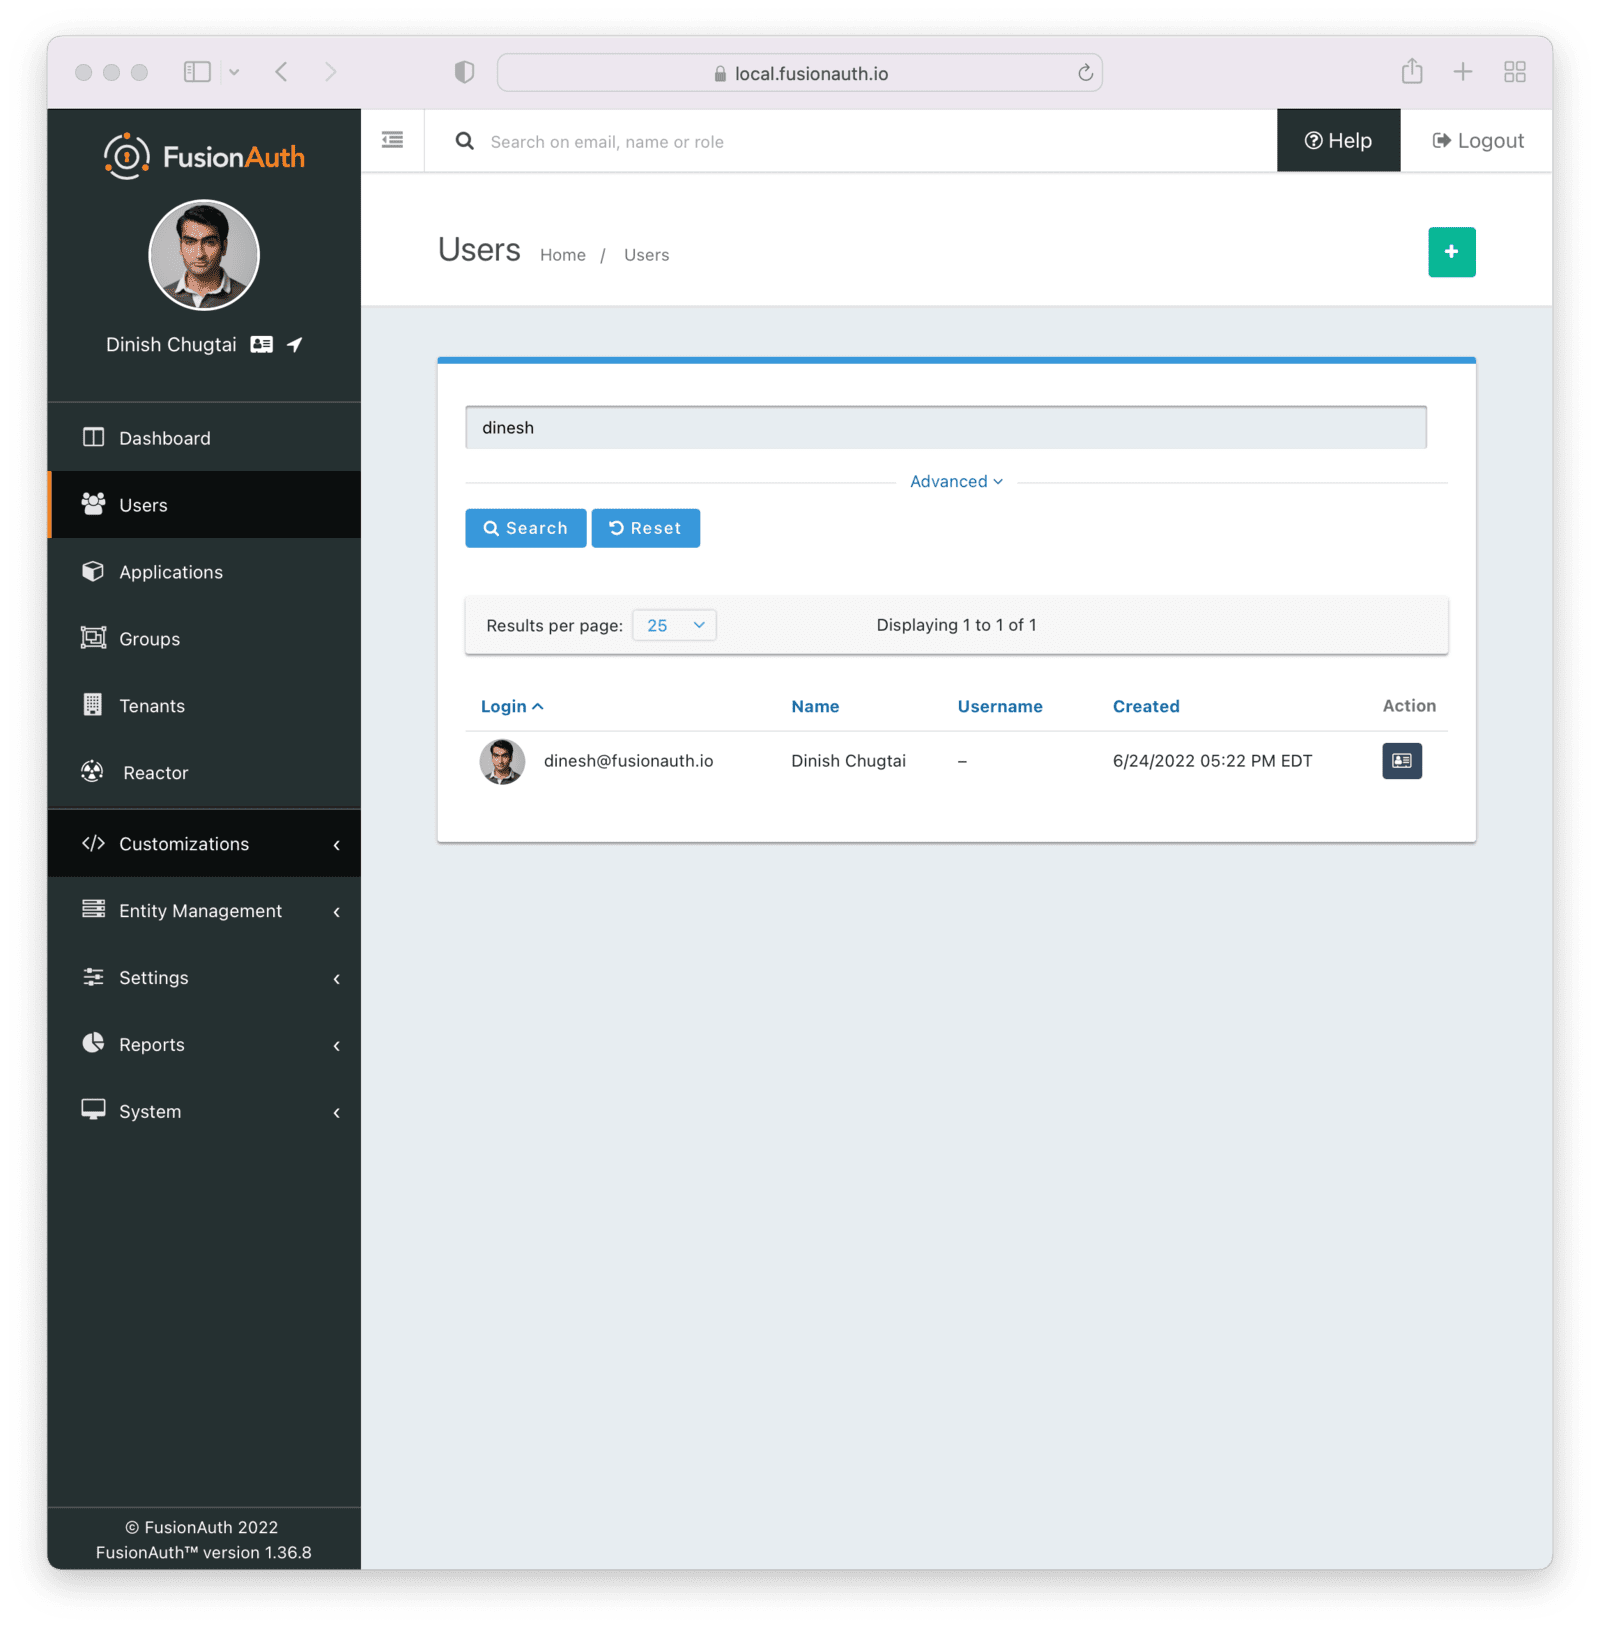 local.fusionauth.io
FusionAuth
Search on email, name or role
Help
Logout
Dinish Chugtai
Users Home / Users
Dashboard
Users
Applications
Groups
Tenants
Reactor
Customizations
Entity Management
Settings
Reports
System
dinesh
Advanced
Search Reset
Results per page: 25 Displaying 1 to 1 of 1
Login Name Username Created Action
dinesh@fusionauth.io Dinish Chugtai – 6/24/2022 05:22 PM EDT
© FusionAuth 2022
FusionAuth™ version 1.36.8